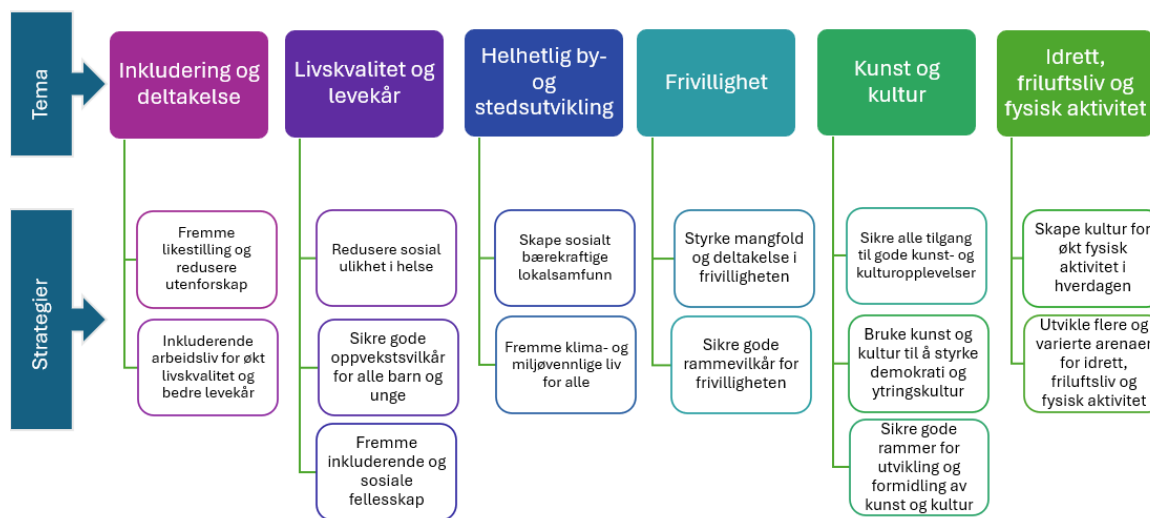 Tema
Inkludering og
deltakelse
Livskvalitet og
levekår
Helhetlig by-
og
stedsutvikling
Frivillighet
Kunst og
kultur
Idrett,
friluftsliv og
fysisk aktivitet
Strategier
Fremme
likestilling og
redusere
utenforskap
Inkluderende
arbeidsliv for økt
livskvalitet og
bedre levekår
Redusere sosial
ulikhet i helse
Sikre gode
oppvekstsvilkår
for alle barn og
unge
Fremme
inkluderende og
sosiale
fellesskap
Skape sosialt
bærekraftige
lokalsamfunn
Fremme klima- og
miljøvennlige liv
for alle
Styrke mangfold
og deltakelse i
frivilligheten
Sikre gode
rammevilkår for
frivilligheten
Sikre alle tilgang
til gode kunst- og
kulturopplevelser
Bruke kunst og
kultur til å styrke
demokrati og
ytringskultur
Sikre gode
rammer for
utvikling og
formidling av
kunst og kultur
Skape kultur for
økt fysisk
aktivitet i
hverdagen
Utvikle flere og
varierte arenaer
for idrett,
friluftsliv og
fysisk aktivitet